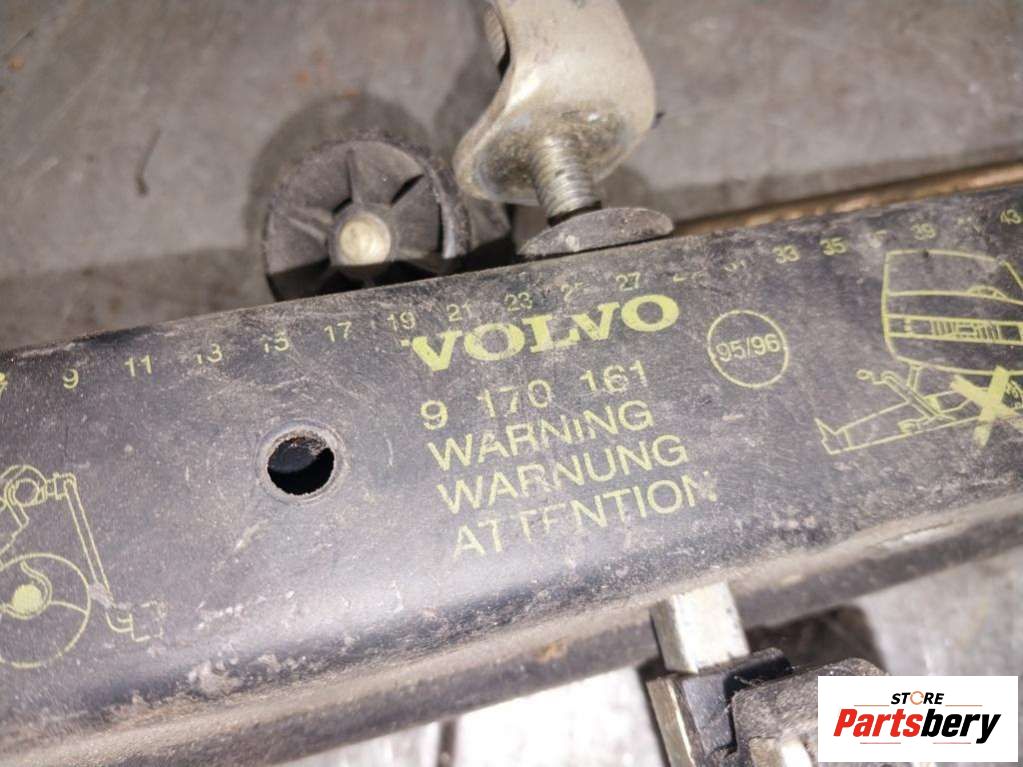 9 11 13 15 17 19 21 23 27 33 35 39 43
VOLVO
95/96
9 170 161
WARNING
WARNUNG
ATTENTION
STORE
Partsbery